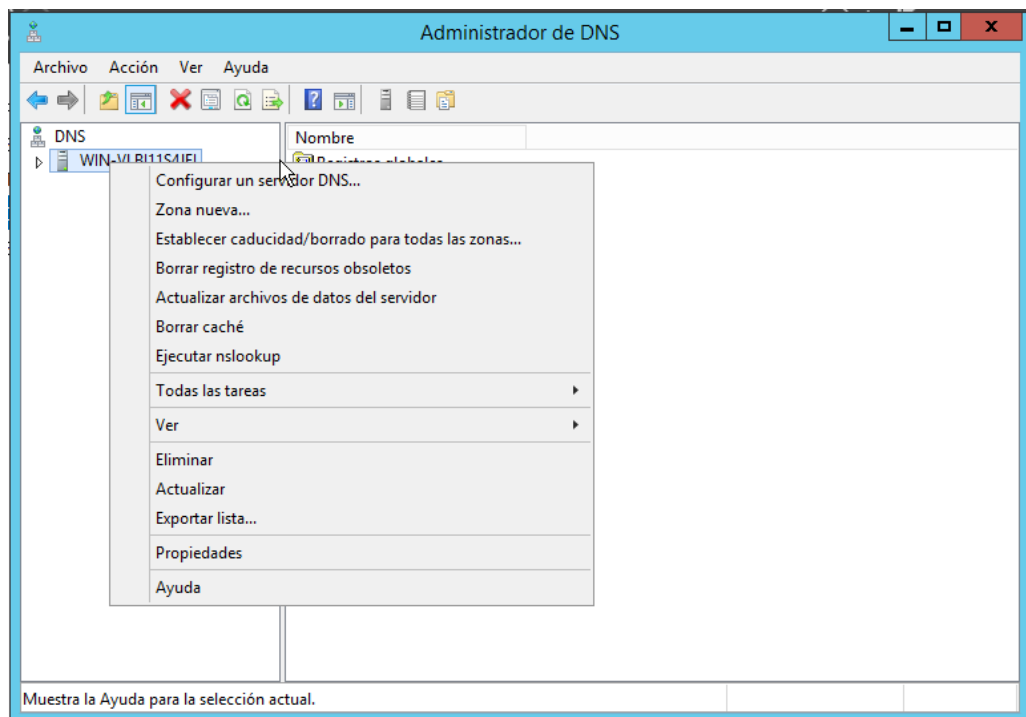 Administrador de DNS
Archivo Acción Ver Ayuda
DNS
Nombre
Configurar un servidor DNS...
Zona nueva...
Establecer caducidad/borrado para todas las zonas...
Borrar registro de recursos obsoletos
Actualizar archivos de datos del servidor
Borrar caché
Ejecutar nslookup
Todas las tareas
Ver
Eliminar
Actualizar
Exportar lista...
Propiedades
Ayuda
Muestra la Ayuda para la selección actual.